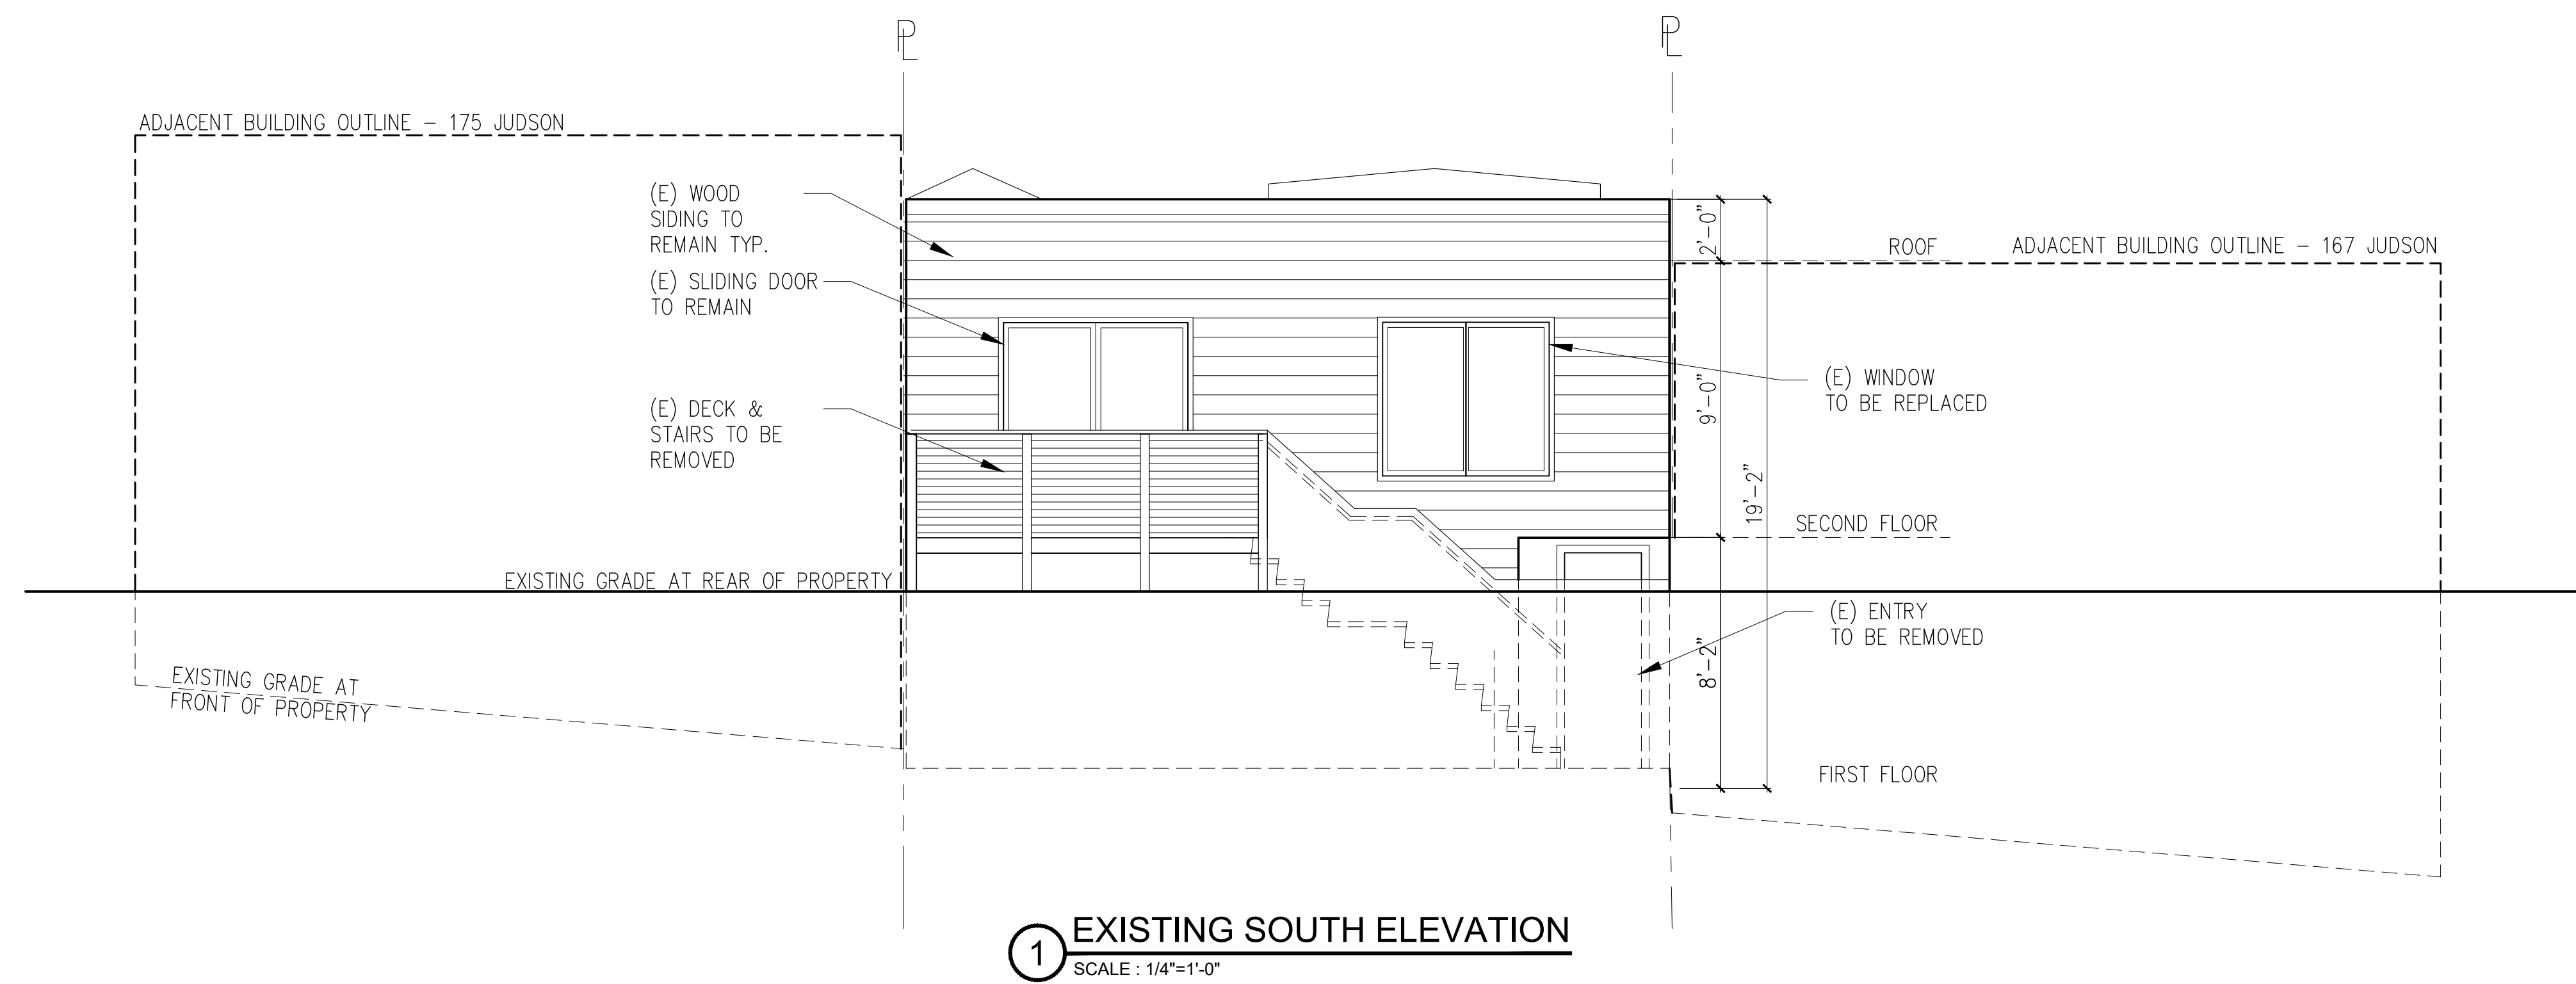 PL
PL
ADJACENT BUILDING OUTLINE – 175 JUDSON
(E) WOOD
SIDING TO
REMAIN TYP.
(E) SLIDING DOOR
TO REMAIN
(E) DECK &
STAIRS TO BE
REMOVED
EXISTING GRADE AT REAR OF PROPERTY
EXISTING GRADE AT
FRONT OF PROPERTY
2'–0"
9'–0"
19'–2"
8'–2"
ROOF
ADJACENT BUILDING OUTLINE – 167 JUDSON
(E) WINDOW
TO BE REPLACED
SECOND FLOOR
(E) ENTRY
TO BE REMOVED
FIRST FLOOR
1
EXISTING SOUTH ELEVATION
SCALE : 1/4"=1'-0"